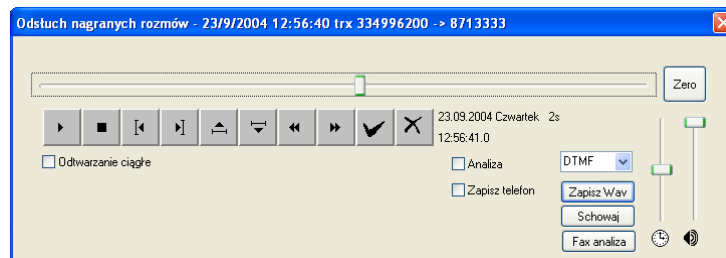 Odsłuch nagranych rozmów - 23/9/2004 12:56:40 trx 334996200 -> 8713333
Zero
23.09.2004 Czwartek 2s
12:56:41.0
Odtwarzanie ciągłe
Analiza
DTMF
Zapisz telefon
Zapisz Wav
Schowaj
Fax analiza